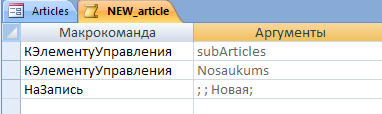 Articles NEW_article
Макрокоманда Аргументы
КЭлементуУправления subArticles
КЭлементуУправления Nosaukums
НаЗапись ; ; Новая;